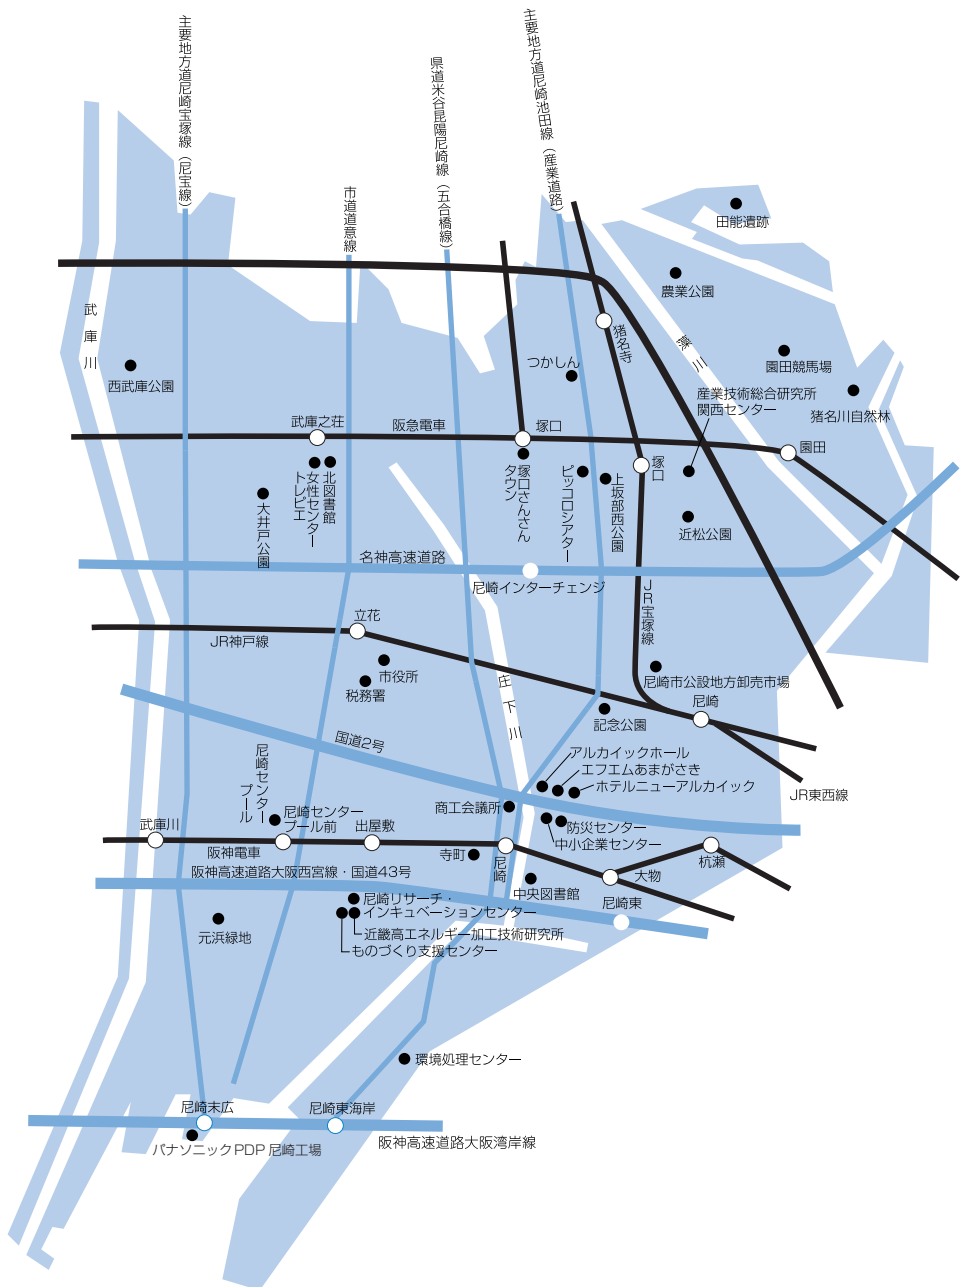 主要地方道尼崎宝塚線（尼宝線）
県道米谷昆陽尼崎線（五合橋線）
主要地方道尼崎池田線（産業道路）
市道道意線
田能遺跡
農業公園
武庫川
猪名寺
藻川
園田競馬場
つかしん
西武庫公園
産業技術総合研究所
関西センター
猪名川自然林
武庫之荘
阪急電車
塚口
園田
塚口
北図書館
女性センター
トレピエ
塚口さんさん
タウン
ピッコロシアター
上坂部西公園
大井戸公園
近松公園
名神高速道路
尼崎インターチェンジ
JR宝塚線
立花
JR神戸線
市役所
税務署
尼崎市公設地方卸売市場
庄下川
尼崎
記念公園
国道2号
アルカイックホール
エフエムあまがさき
ホテルニューアルカイック
JR東西線
尼崎センター
プール
商工会議所
尼崎センター
プール前
武庫川
出屋敷
防災センター
中小企業センター
阪神電車
寺町
尼崎
杭瀬
阪神高速道路大阪西宮線・国道43号
大物
中央図書館
尼崎リサーチ・
インキュベーションセンター
尼崎東
元浜緑地
近畿高エネルギー加工技術研究所
ものづくり支援センター
環境処理センター
尼崎末広
尼崎東海岸
阪神高速道路大阪湾岸線
パナソニックPDP 尼崎工場